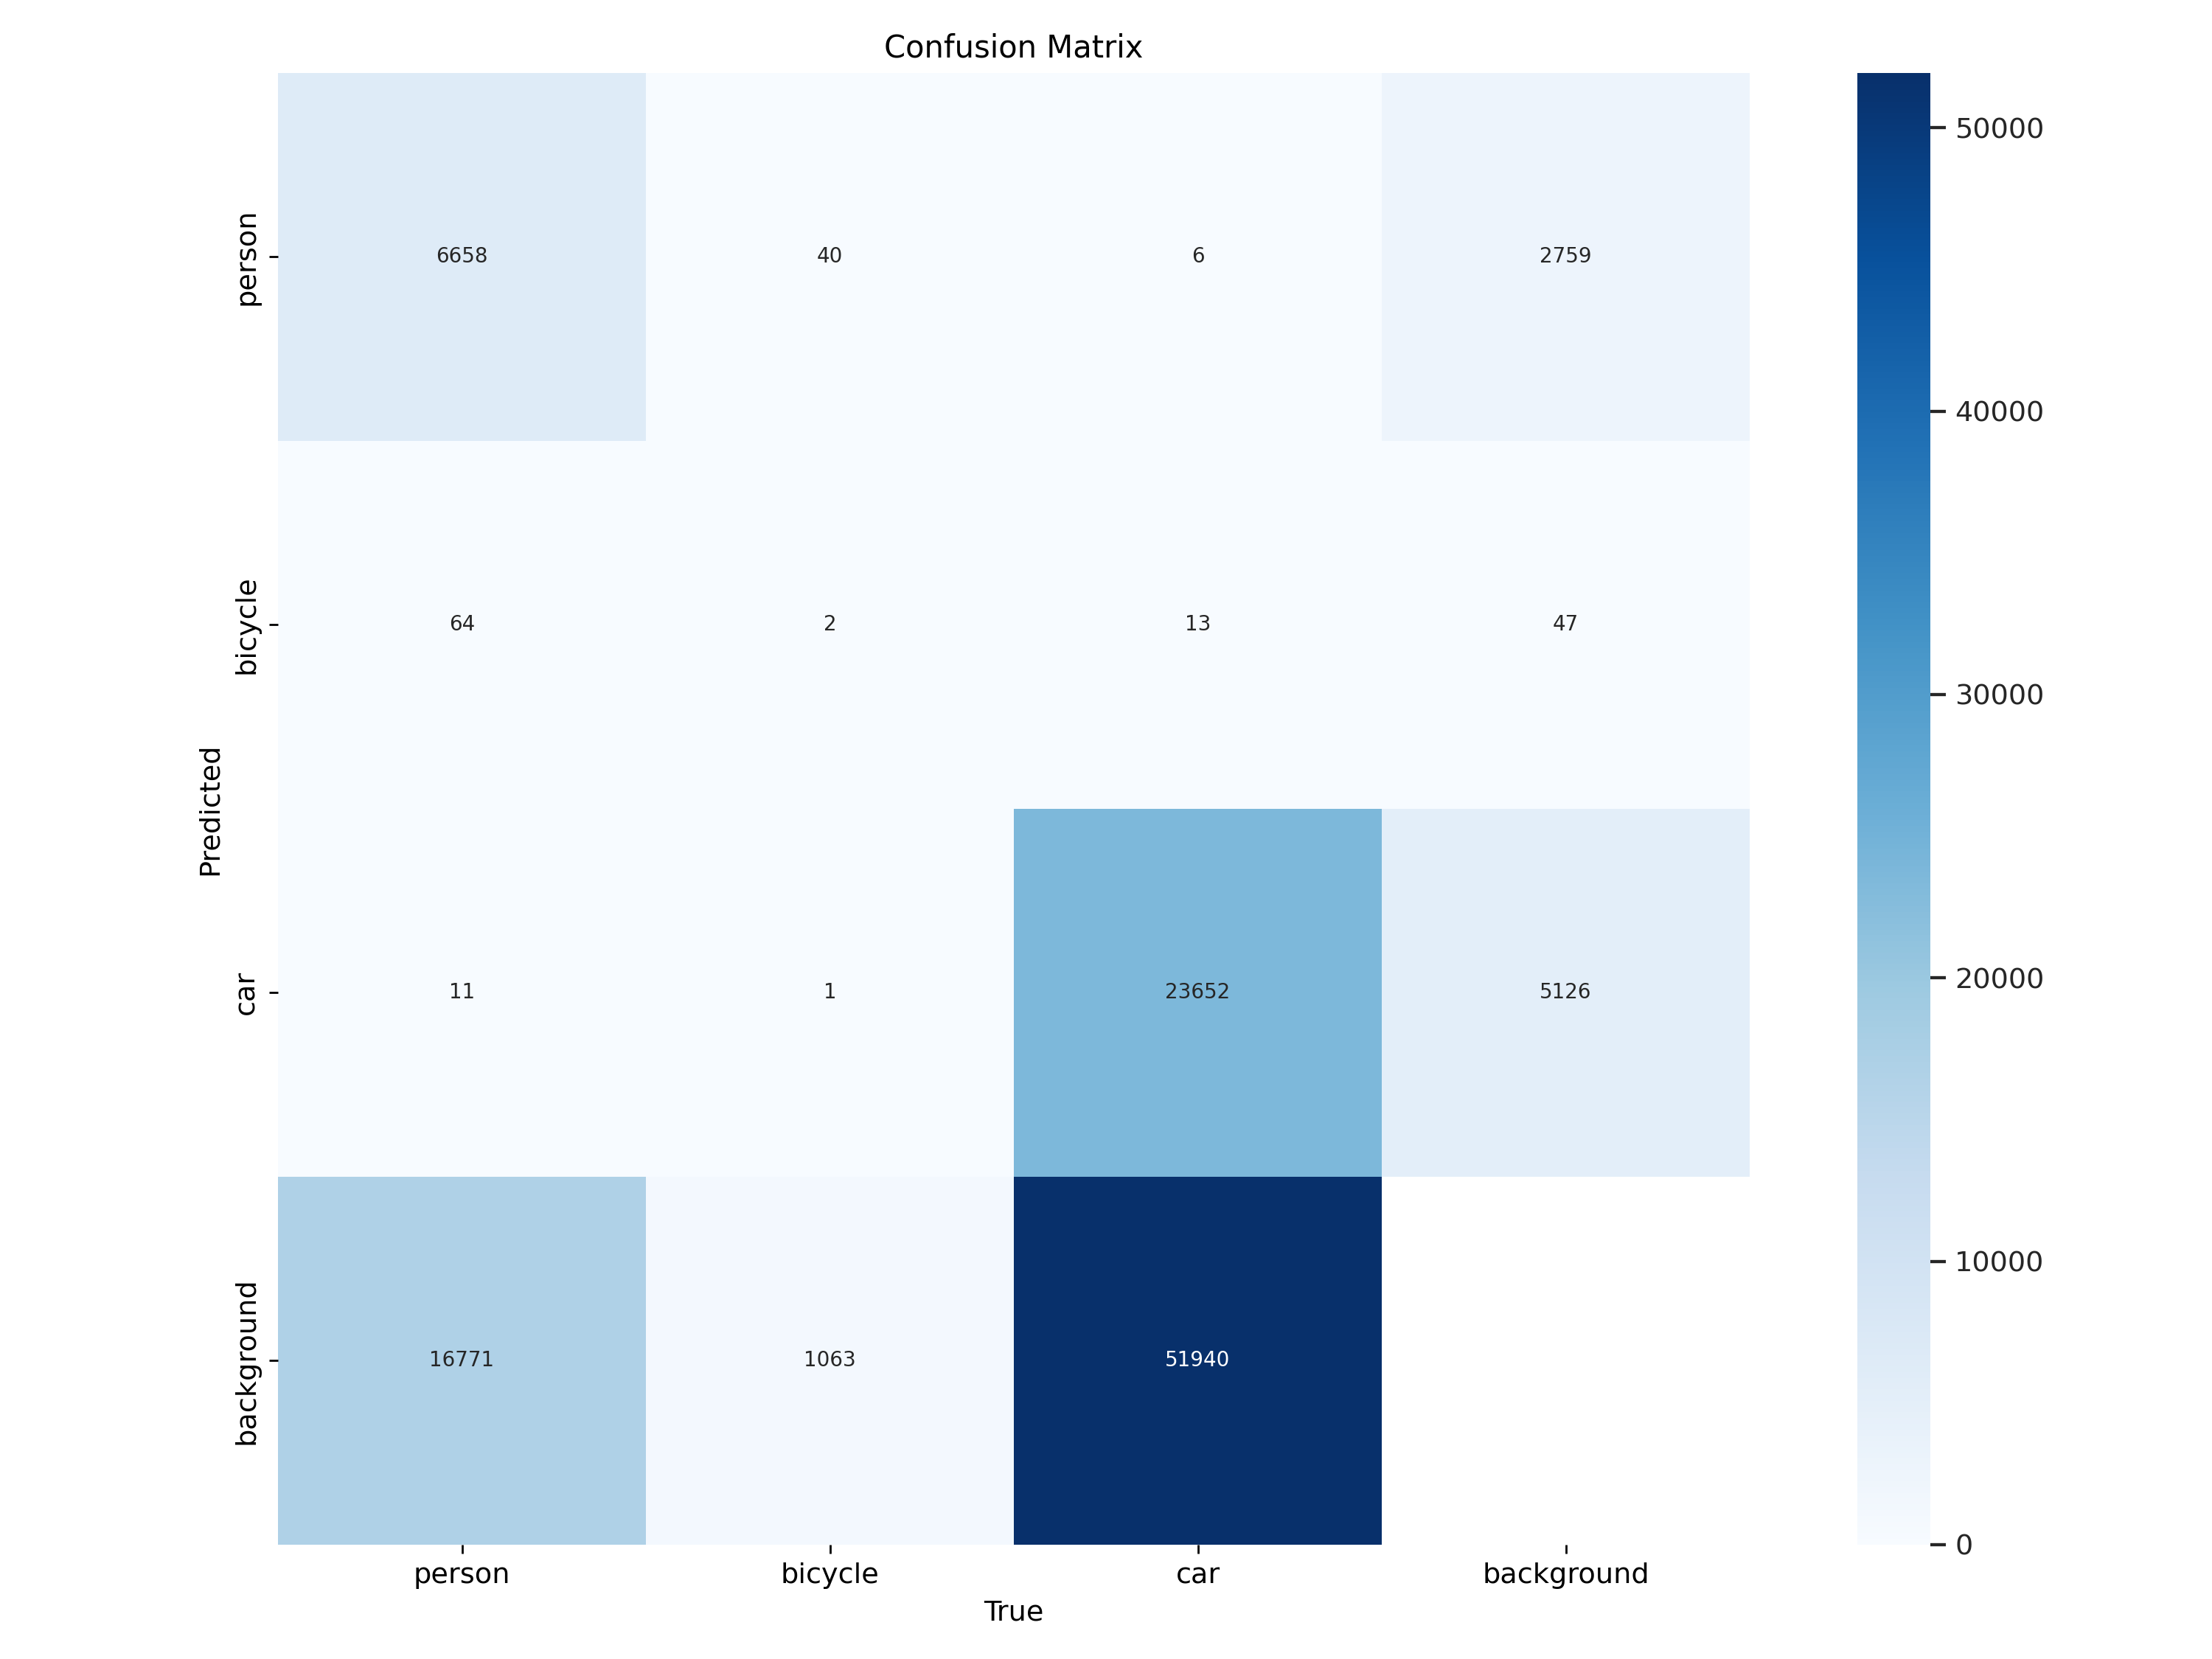 Confusion Matrix
person
6658
40
6
2759
bicycle
64
2
13
47
car
11
1
23652
5126
background
16771
1063
51940
Predicted
person
bicycle
car
background
True
50000
40000
30000
20000
10000
0